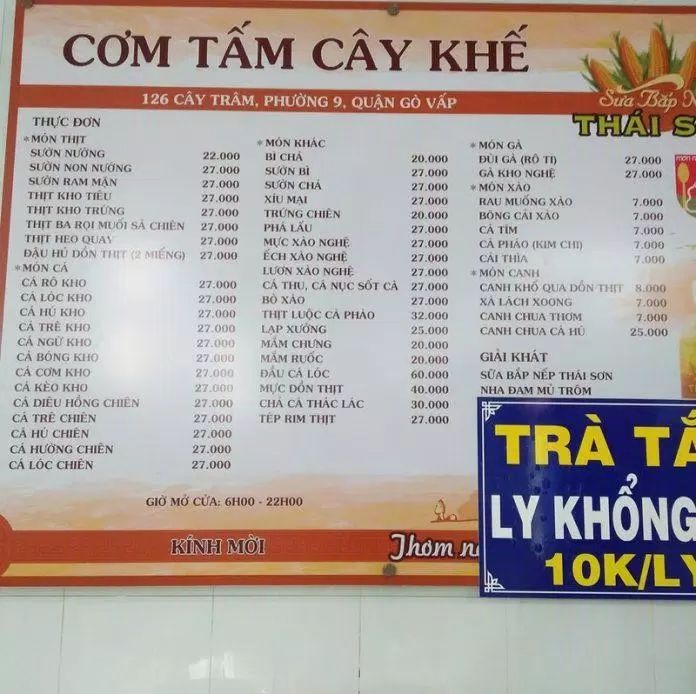 CƠM TẤM CÂY KHẾ
126 CÂY TRÂM, PHƯỜNG 9, QUẬN GÒ VẤP
Sữa Bắp
THÁI
THỰC ĐƠN
*MÓN THỊT
SƯỜN NƯỚNG 22.000
SƯỜN NON NƯỚNG 27.000
SƯỜN RAM MẶN 27.000
THỊT KHO TIÊU 27.000
THỊT KHO TRỨNG 27.000
THỊT BA RỌI MUỐI SẢ CHIÊN 27.000
THỊT HEO QUAY 27.000
ĐẬU HỦ DỒN THỊT (2 MIẾNG) 27.000
*MÓN CÁ
CÁ RÔ KHO 27.000
CÁ LÓC KHO 27.000
CÁ HÚ KHO 27.000
CÁ TRÊ KHO 27.000
CÁ NGỪ KHO 27.000
CÁ BÓNG KHO 27.000
CÁ CƠM KHO 27.000
CÁ KÈO KHO 27.000
CÁ DIÊU HỒNG CHIÊN 27.000
CÁ TRÊ CHIÊN 27.000
CÁ HÚ CHIÊN 27.000
CÁ HƯỜNG CHIÊN 27.000
CÁ LÓC CHIÊN 27.000
*MÓN KHÁC
BÌ CHẢ 20.000
SƯỜN BÌ 27.000
SƯỜN CHẢ 27.000
XÍU MẠI 27.000
TRỨNG CHIÊN 20.000
PHÁ LẤU 27.000
MỰC XÀO NGHỆ 27.000
ẾCH XÀO NGHỆ 27.000
LƯƠN XÀO NGHỆ 27.000
CÁ THU, CÁ NỤC SỐT CÀ 27.000
BÒ XÀO 27.000
THỊT LUỘC CÀ PHÁO 32.000
LẠP XƯỞNG 25.000
MẮM CHƯNG 20.000
MẮM RUỐC 20.000
ĐẦU CÁ LÓC 60.000
MỰC DỒN THỊT 40.000
CHẢ CÁ THÁC LÁC 30.000
TÉP RIM THỊT 27.000
*MÓN GÀ
ĐÙI GÀ (RÔ TI) 27.000
GÀ KHO NGHỆ 27.000
*MÓN XÀO
RAU MUỐNG XÀO 7.000
BÔNG CẢI XÀO 7.000
CÀ TÍM 7.000
CÀ PHÁO (KIM CHI) 7.000
CẢI THÌA 7.000
*MÓN CANH
CANH KHỔ QUA DỒN THỊT 8.000
XÀ LÁCH XOONG 7.000
CANH CHUA THƠM 7.000
CANH CHUA CÁ HÚ 25.000
GIẢI KHÁT
SỮA BẮP NẾP THÁI SƠN
NHA ĐAM MỦ TRÔM
GIỜ MỞ CỬA: 6H00 - 22H00
KÍNH MỜI
Thơm
TRÀ
LY KHỔNG
10K/LY